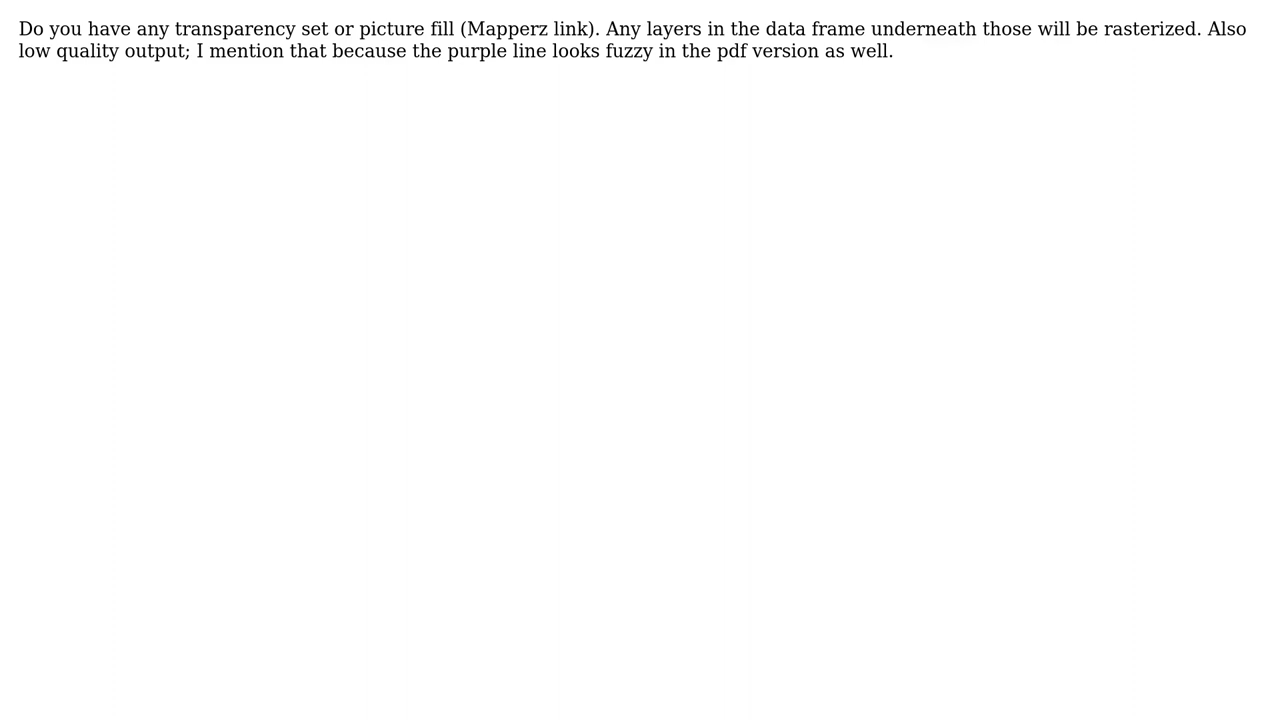 Do you have any transparency set or picture fill (Mapperz link). Any layers in the data frame underneath those will be rasterized. Also
low quality output; I mention that because the purple line looks fuzzy in the pdf version as well.